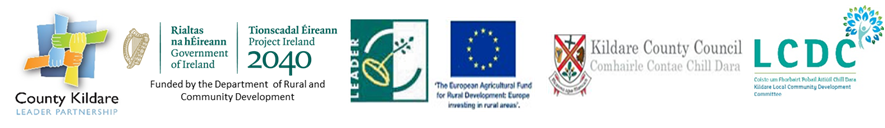 County Kildare
LEADER PARTNERSHIP
Rialtas
na hÉireann
Government
of Ireland
Tionscadal Éireann
Project Ireland
2040
Funded by the Department of Rural and
Community Development
LEADER
'The European Agricultural Fund
for Rural Development: Europe
investing in rural areas'.
Kildare County Council
Comhairle Contae Chill Dara
LCDC
Coiste um Fhorbairt Pobail Áitiúil Chill Dara
Kildare Local Community Development
Committee